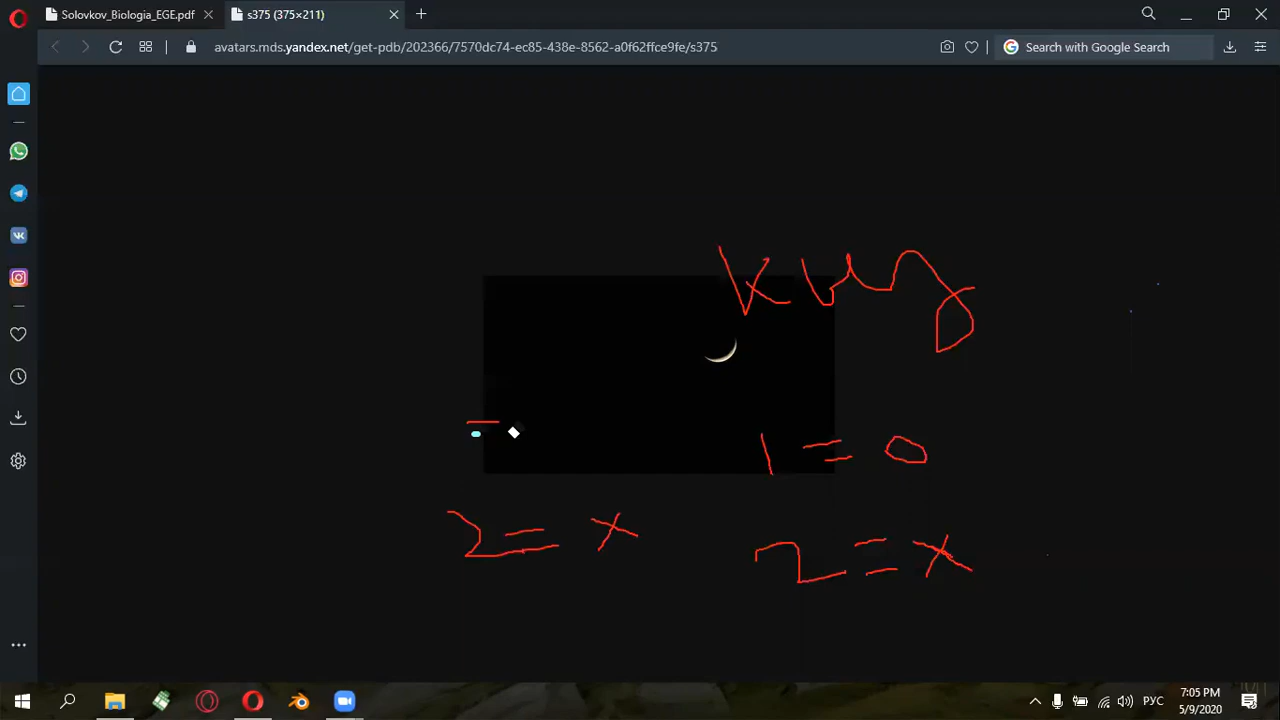 Solovkov_Biologia_EGE.pdf
s375 (375×211)
avatars.mds.yandex.net/get-pdb/202366/7570dc74-ec85-438e-8562-a0f62ffce9fe/s375
Search with Google Search
1 = 0
2 = x
2 = x
РУС
7:05 PM
5/9/2020